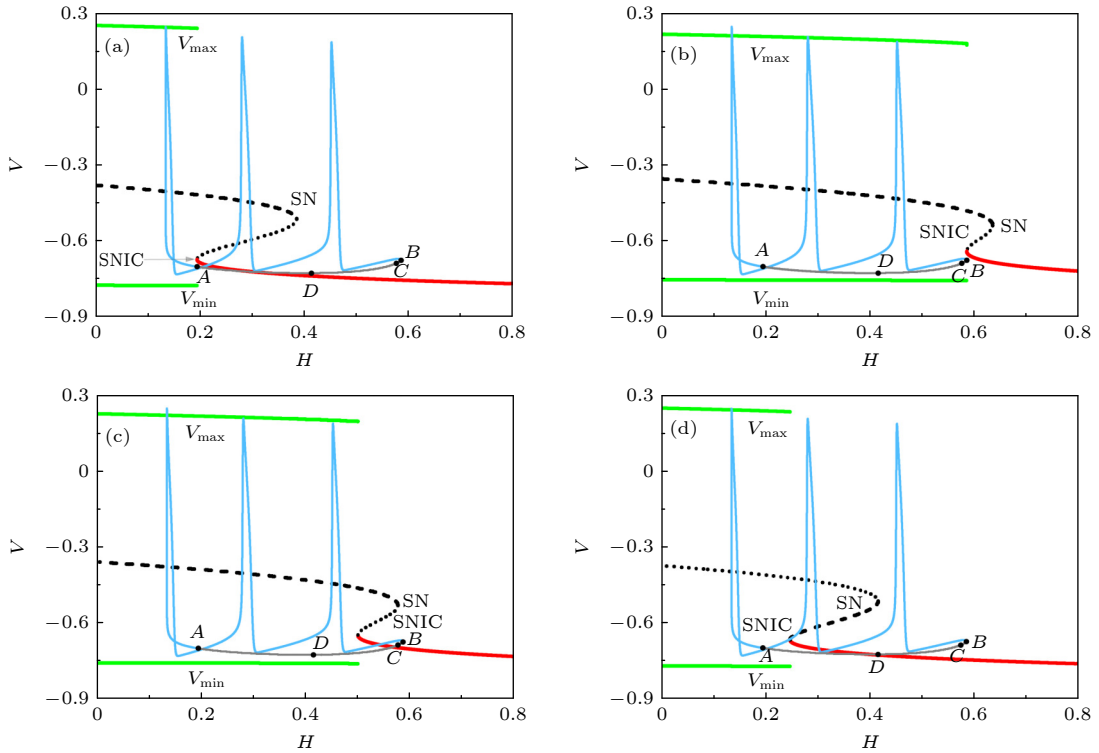 0.3
(a)
V_max
0
V
−0.3
SN
−0.6
SNIC
A
B
C
D
V_min
−0.9
0
0.2
0.4
0.6
0.8
H
0.3
(b)
V_max
0
V
−0.3
−0.6
SNIC
SN
A
D
B
C
V_min
−0.9
0
0.2
0.4
0.6
0.8
H
0.3
(c)
V_max
0
V
−0.3
SN
SNIC
−0.6
A
D
B
C
V_min
−0.9
0
0.2
0.4
0.6
0.8
H
0.3
(d)
V_max
0
V
−0.3
SN
SNIC
−0.6
A
D
B
C
V_min
−0.9
0
0.2
0.4
0.6
0.8
H